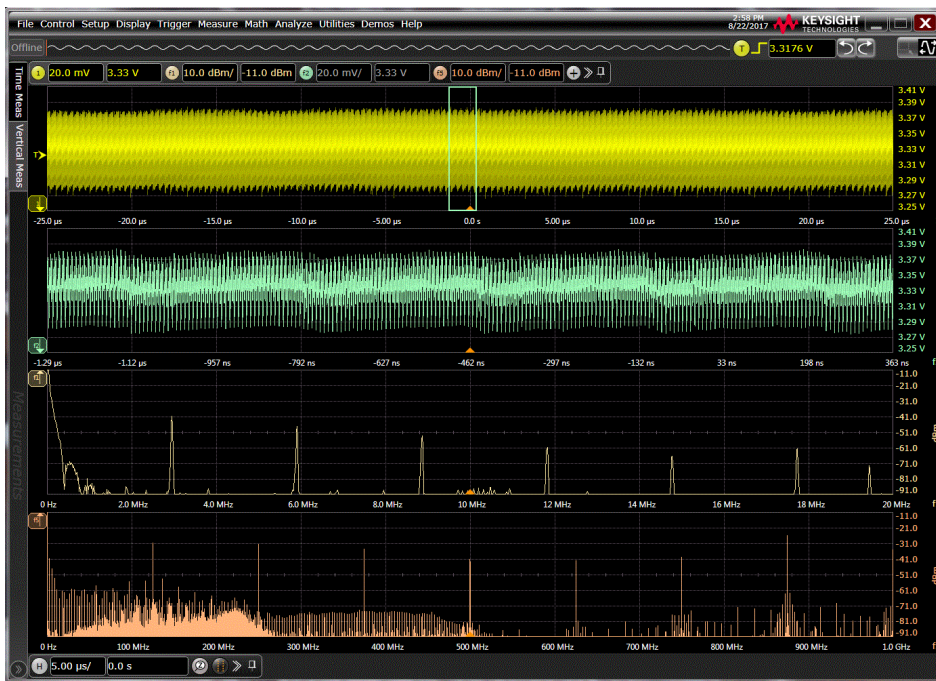 File Control Setup Display Trigger Measure Math Analyze Utilities Demos Help
2:58 PM
8/22/2017
KEYSIGHT
TECHNOLOGIES
Offline
T 3.3176 V
1 20.0 mV 3.33 V f1 10.0 dBm/ -11.0 dBm f2 20.0 mV/ 3.33 V f5 10.0 dBm/ -11.0 dBm
Time Meas
Vertical Meas
Measurements
T
3.41 V
3.39 V
3.37 V
3.35 V
3.33 V
3.31 V
3.29 V
3.27 V
3.25 V
-25.0 µs -20.0 µs -15.0 µs -10.0 µs -5.00 µs 0.0 s 5.00 µs 10.0 µs 15.0 µs 20.0 µs 25.0 µs
3.41 V
3.39 V
3.37 V
3.35 V
3.33 V
3.31 V
3.29 V
3.27 V
3.25 V
-1.29 µs -1.12 µs -957 ns -792 ns -627 ns -462 ns -297 ns -132 ns 33 ns 198 ns 363 ns
-11.0
-21.0
-31.0
-41.0
-51.0
-61.0
-71.0
-81.0
-91.0
dBm
0 Hz 2.0 MHz 4.0 MHz 6.0 MHz 8.0 MHz 10 MHz 12 MHz 14 MHz 16 MHz 18 MHz 20 MHz
-11.0
-21.0
-31.0
-41.0
-51.0
-61.0
-71.0
-81.0
-91.0
dBm
0 Hz 100 MHz 200 MHz 300 MHz 400 MHz 500 MHz 600 MHz 700 MHz 800 MHz 900 MHz 1.0 GHz
H 5.00 µs/ 0.0 s